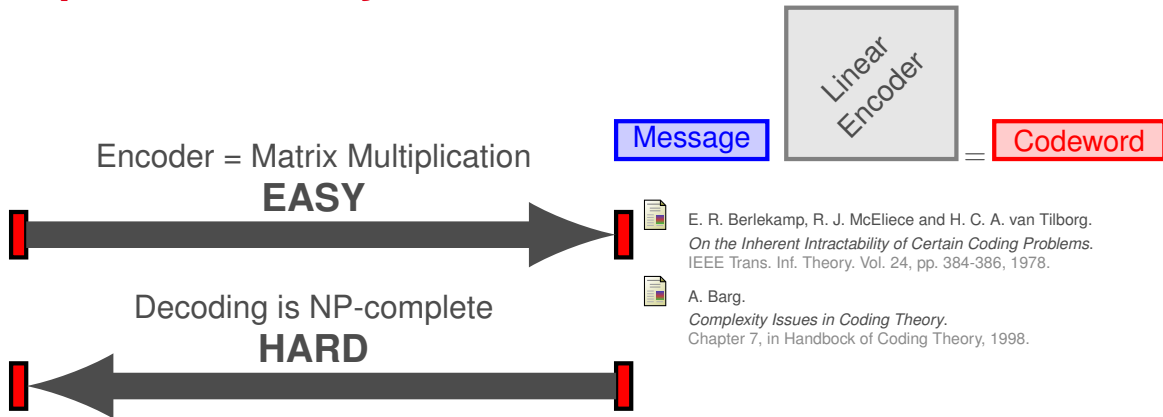 Linear
Encoder
Message
=
Codeword
Encoder = Matrix Multiplication
EASY
E. R. Berlekamp, R. J. McEliece and H. C. A. van Tilborg.
On the Inherent Intractability of Certain Coding Problems.
IEEE Trans. Inf. Theory. Vol. 24, pp. 384-386, 1978.
A. Barg.
Complexity Issues in Coding Theory.
Chapter 7, in Handbock of Coding Theory, 1998.
Decoding is NP-complete
HARD